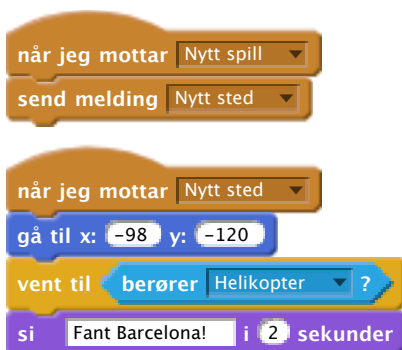 når jeg mottar Nytt spill
send melding Nytt sted
når jeg mottar Nytt sted
gå til x: -98 y: -120
vent til berører Helikopter ?
si Fant Barcelona! i 2 sekunder